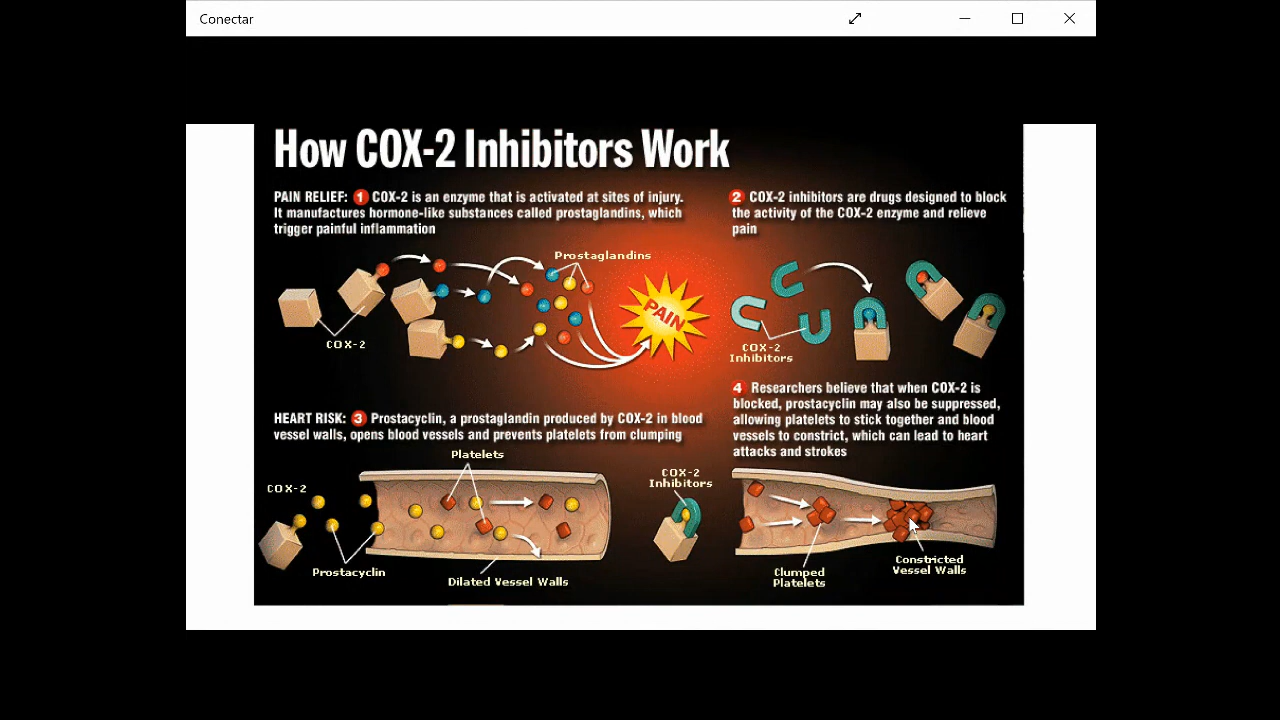 Conectar
How COX-2 Inhibitors Work
PAIN RELIEF: 1 COX-2 is an enzyme that is activated at sites of injury.
It manufactures hormone-like substances called prostaglandins, which
trigger painful inflammation
2 COX-2 inhibitors are drugs designed to block
the activity of the COX-2 enzyme and relieve
pain
Prostaglandins
PAIN
COX-2
COX-2
Inhibitors
HEART RISK: 3 Prostacyclin, a prostaglandin produced by COX-2 in blood
vessel walls, opens blood vessels and prevents platelets from clumping
4 Researchers believe that when COX-2 is
blocked, prostacyclin may also be suppressed,
allowing platelets to stick together and blood
vessels to constrict, which can lead to heart
attacks and strokes
Platelets
COX-2
Prostacyclin
Dilated Vessel Walls
COX-2
Inhibitors
Clumped
Platelets
Constricted
Vessel Walls